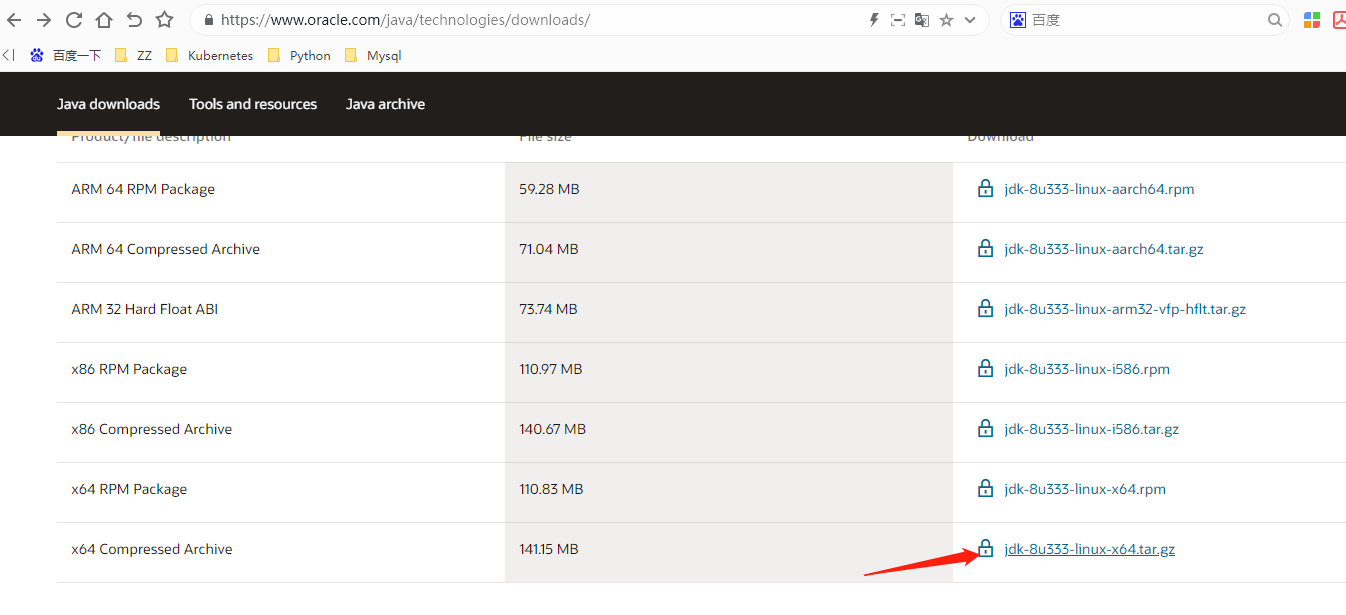 https://www.oracle.com/java/technologies/downloads/
百度
百度一下 ZZ Kubernetes Python Mysql
Java downloads Tools and resources Java archive
Product/file description File size Download
ARM 64 RPM Package 59.28 MB jdk-8u333-linux-aarch64.rpm
ARM 64 Compressed Archive 71.04 MB jdk-8u333-linux-aarch64.tar.gz
ARM 32 Hard Float ABI 73.74 MB jdk-8u333-linux-arm32-vfp-hflt.tar.gz
x86 RPM Package 110.97 MB jdk-8u333-linux-i586.rpm
x86 Compressed Archive 140.67 MB jdk-8u333-linux-i586.tar.gz
x64 RPM Package 110.83 MB jdk-8u333-linux-x64.rpm
x64 Compressed Archive 141.15 MB jdk-8u333-linux-x64.tar.gz